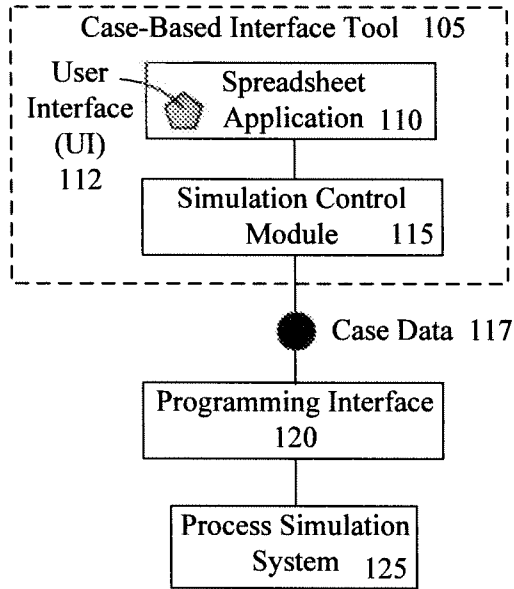 Case-Based Interface Tool 105
User
Interface
(UI)
112
Spreadsheet
Application 110
Simulation Control
Module 115
Case Data 117
Programming Interface
120
Process Simulation
System 125